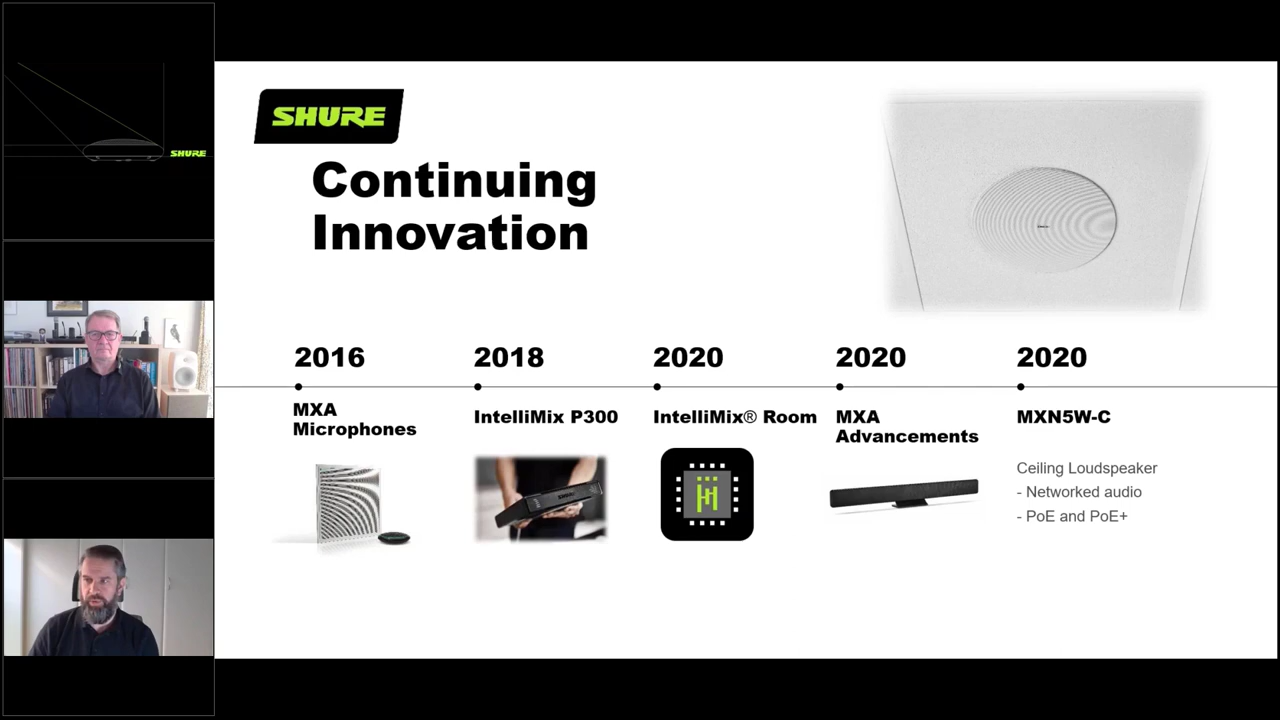 SHURE
SHURE
Continuing
Innovation
2016
2018
2020
2020
2020
MXA
Microphones
IntelliMix P300
IntelliMix® Room
MXA
Advancements
MXN5W-C
Ceiling Loudspeaker
- Networked audio
- PoE and PoE+
SHURE